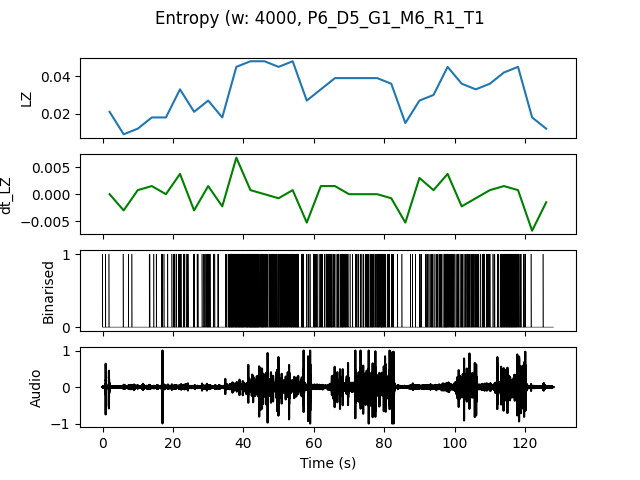 Entropy (w: 4000, P6_D5_G1_M6_R1_T1
0.04
0.02
LZ
0.005
0.000
−0.005
dt_LZ
1
0
Binarised
1
0
−1
Audio
0 20 40 60 80 100 120
Time (s)